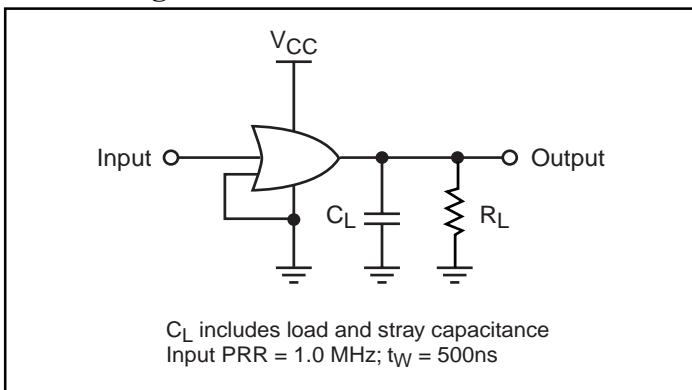 VCC
Input
Output
CL
RL
CL includes load and stray capacitance
Input PRR = 1.0 MHz; tW = 500ns